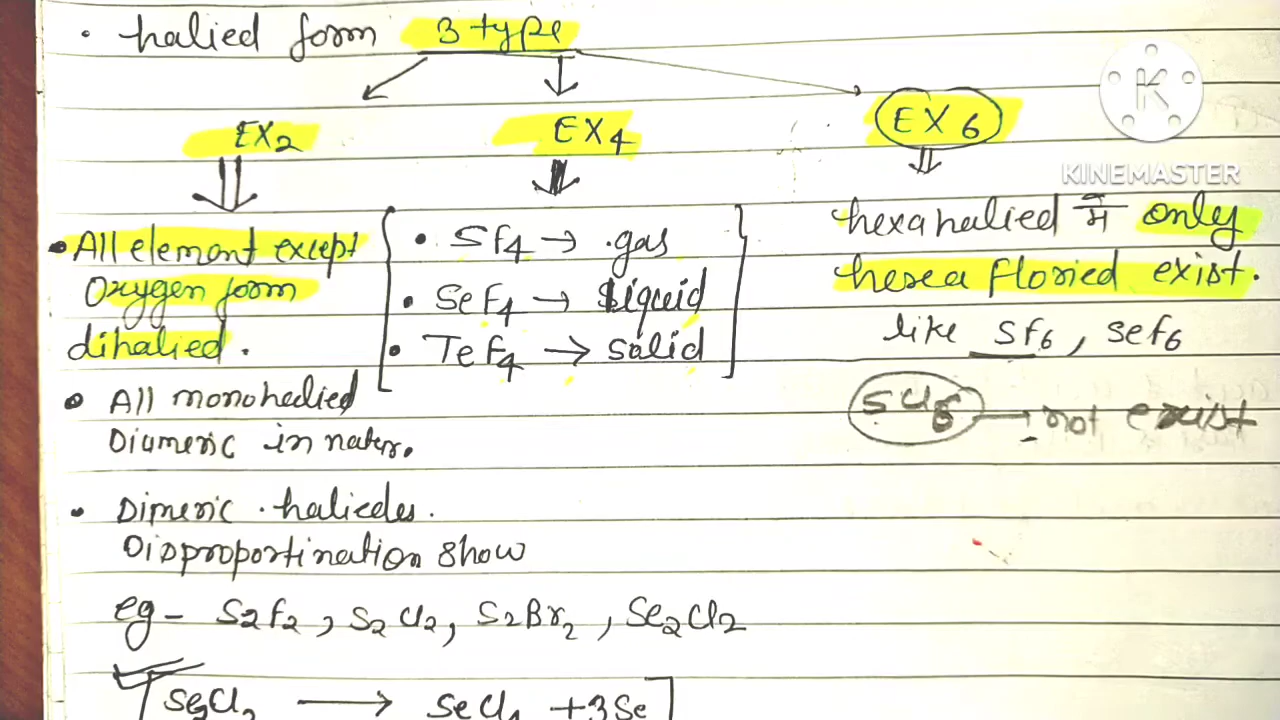 • halied form 3 type
EX2
EX4
EX6
K
KINEMASTER
• All element except
Oxygen form
dihalied.
• SF4 → gas
• SeF4 → liquid
• TeF4 → Solid
hexahalied में only
hexa floried exist.
like SF6, SeF6
SCl6 → not exist
• All monohalied
Diameric in nature.
• Dimeric halides.
Disproportination show
eg - S2F2, S2Cl2, S2Br2, Se2Cl2
Se2Cl2 → SeCl4 + 3Se